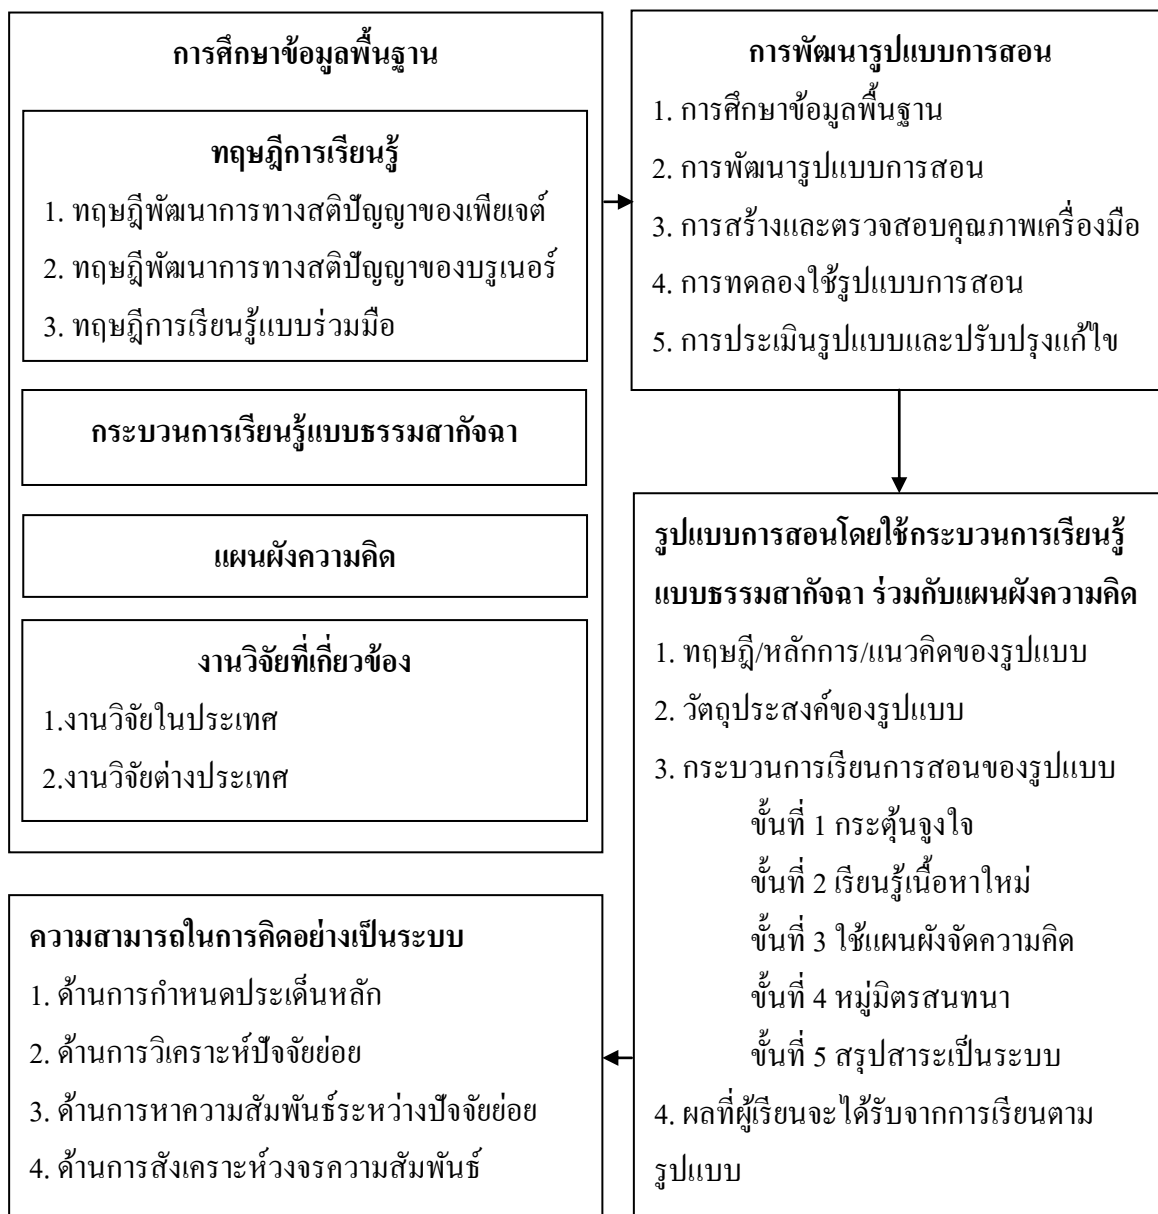 การศึกษาข้อมูลพื้นฐาน
ทฤษฎีการเรียนรู้
1. ทฤษฎีพัฒนาการทางสติปัญญาของเพียเจต์
2. ทฤษฎีพัฒนาการทางสติปัญญาของบรูเนอร์
3. ทฤษฎีการเรียนรู้แบบร่วมมือ
กระบวนการเรียนรู้แบบธรรมสากัจฉา
แผนผังความคิด
งานวิจัยที่เกี่ยวข้อง
1.งานวิจัยในประเทศ
2.งานวิจัยต่างประเทศ
การพัฒนารูปแบบการสอน
1. การศึกษาข้อมูลพื้นฐาน
2. การพัฒนารูปแบบการสอน
3. การสร้างและตรวจสอบคุณภาพเครื่องมือ
4. การทดลองใช้รูปแบบการสอน
5. การประเมินรูปแบบและปรับปรุงแก้ไข
รูปแบบการสอนโดยใช้กระบวนการเรียนรู้
แบบธรรมสากัจฉา ร่วมกับแผนผังความคิด
1. ทฤษฎี/หลักการ/แนวคิดของรูปแบบ
2. วัตถุประสงค์ของรูปแบบ
3. กระบวนการเรียนการสอนของรูปแบบ
ขั้นที่ 1 กระตุ้นจูงใจ
ขั้นที่ 2 เรียนรู้เนื้อหาใหม่
ขั้นที่ 3 ใช้แผนผังจัดความคิด
ขั้นที่ 4 หมู่มิตรสนทนา
ขั้นที่ 5 สรุปสาระเป็นระบบ
4. ผลที่ผู้เรียนจะได้รับจากการเรียนตาม
รูปแบบ
ความสามารถในการคิดอย่างเป็นระบบ
1. ด้านการกำหนดประเด็นหลัก
2. ด้านการวิเคราะห์ปัจจัยย่อย
3. ด้านการหาความสัมพันธ์ระหว่างปัจจัยย่อย
4. ด้านการสังเคราะห์วงจรความสัมพันธ์